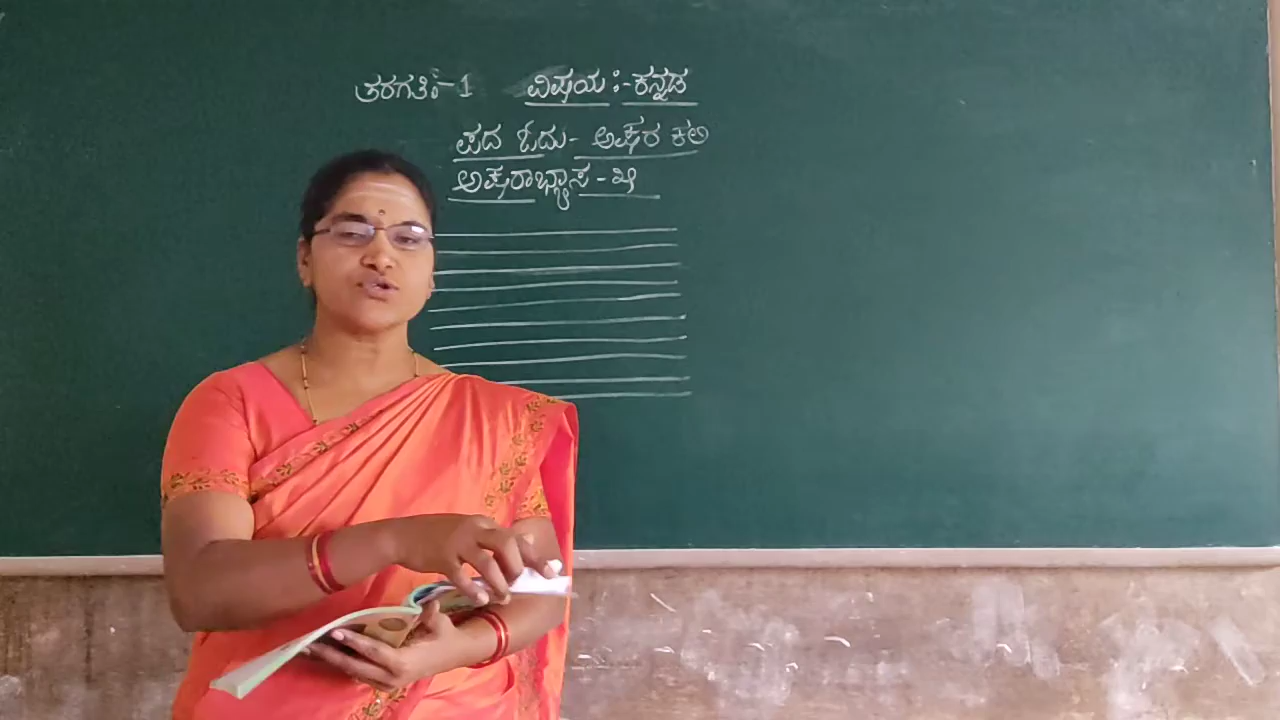 ತರಗತಿ:-1 ವಿಷಯ :- ಕನ್ನಡ
ಪದ ಓದು - ಅಕ್ಷರ ಕಲಿ
ಅಕ್ಷರಾಭ್ಯಾಸ -